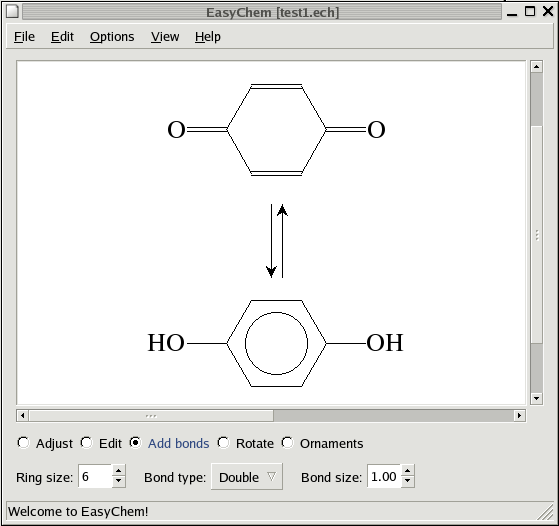 EasyChem [test1.ech]
File Edit Options View Help
O O
HO OH
Adjust Edit Add bonds Rotate Ornaments
Ring size: 6 Bond type: Double Bond size: 1.00
Welcome to EasyChem!